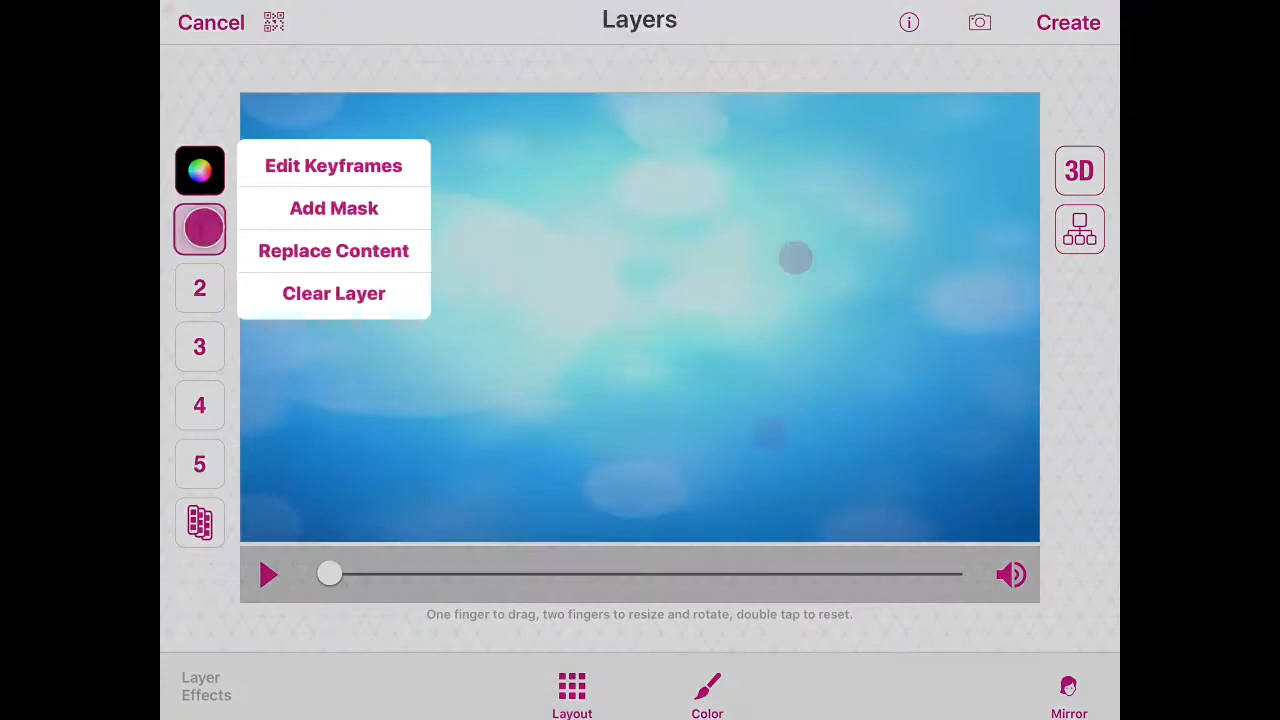 Cancel
Layers
Create
Edit Keyframes
Add Mask
Replace Content
Clear Layer
2
3
4
5
3D
One finger to drag, two fingers to resize and rotate, double tap to reset.
Layer
Effects
Layout
Color
Mirror